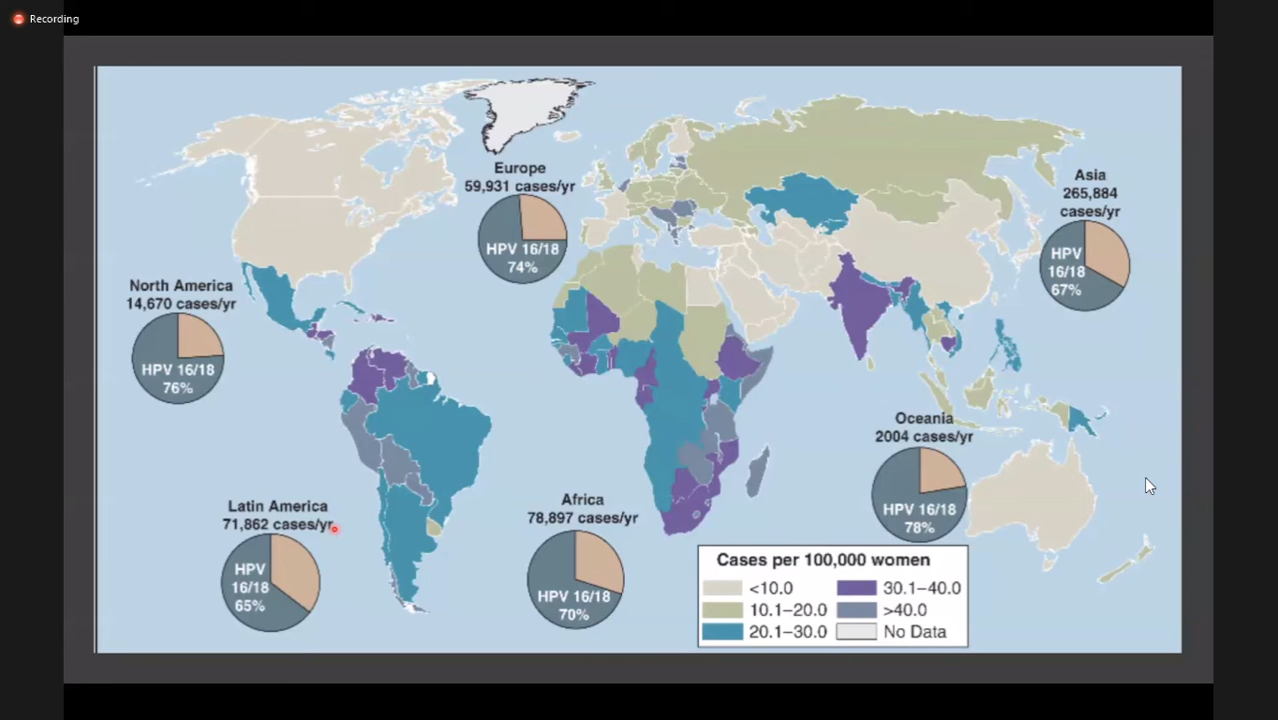 Recording
Europe
59,931 cases/yr
HPV 16/18
74%
Asia
265,884
cases/yr
HPV
16/18
67%
North America
14,670 cases/yr
HPV 16/18
76%
Oceania
2004 cases/yr
HPV 16/18
78%
Latin America
71,862 cases/yr
HPV
16/18
65%
Africa
78,897 cases/yr
HPV 16/18
70%
Cases per 100,000 women
<10.0
30.1–40.0
10.1–20.0
>40.0
20.1–30.0
No Data